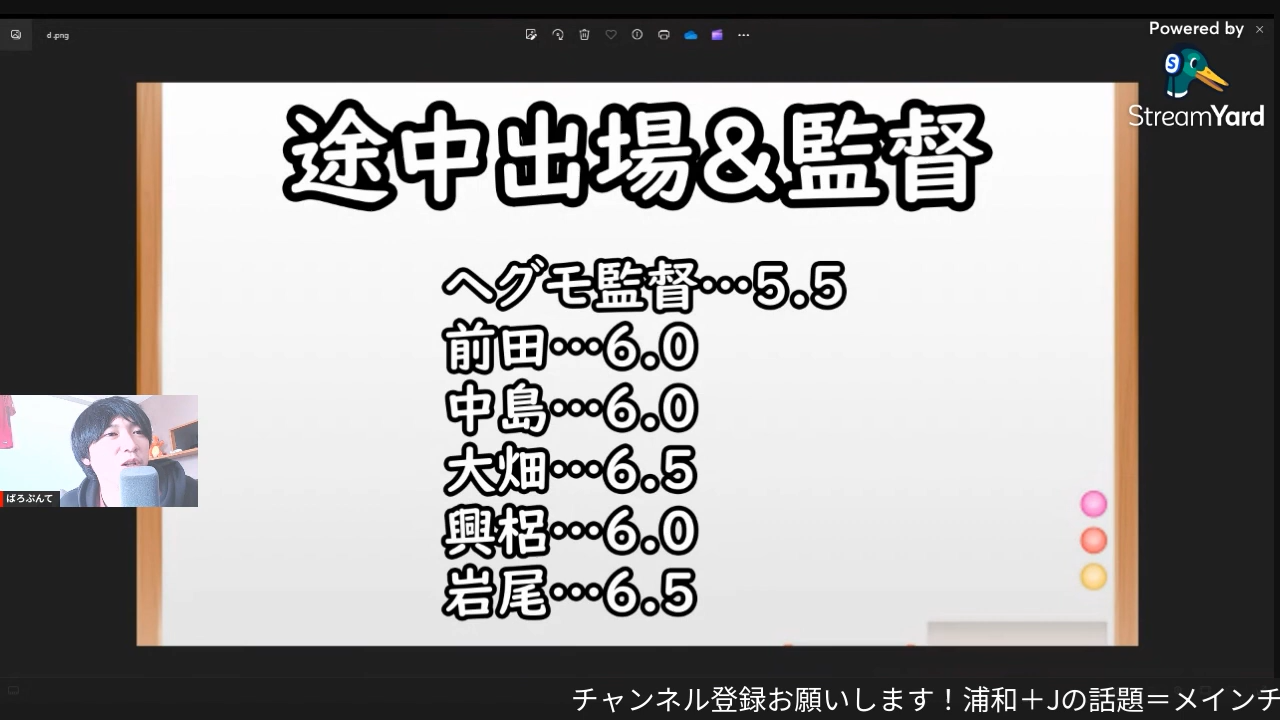 d .png
Powered by
S
StreamYard
途中出場&監督
ヘグモ監督…5.5
前田…6.0
中島…6.0
大畑…6.5
興梠…6.0
岩尾…6.5
ぱろぷんて
チャンネル登録お願いします！浦和＋Jの話題＝メインチ